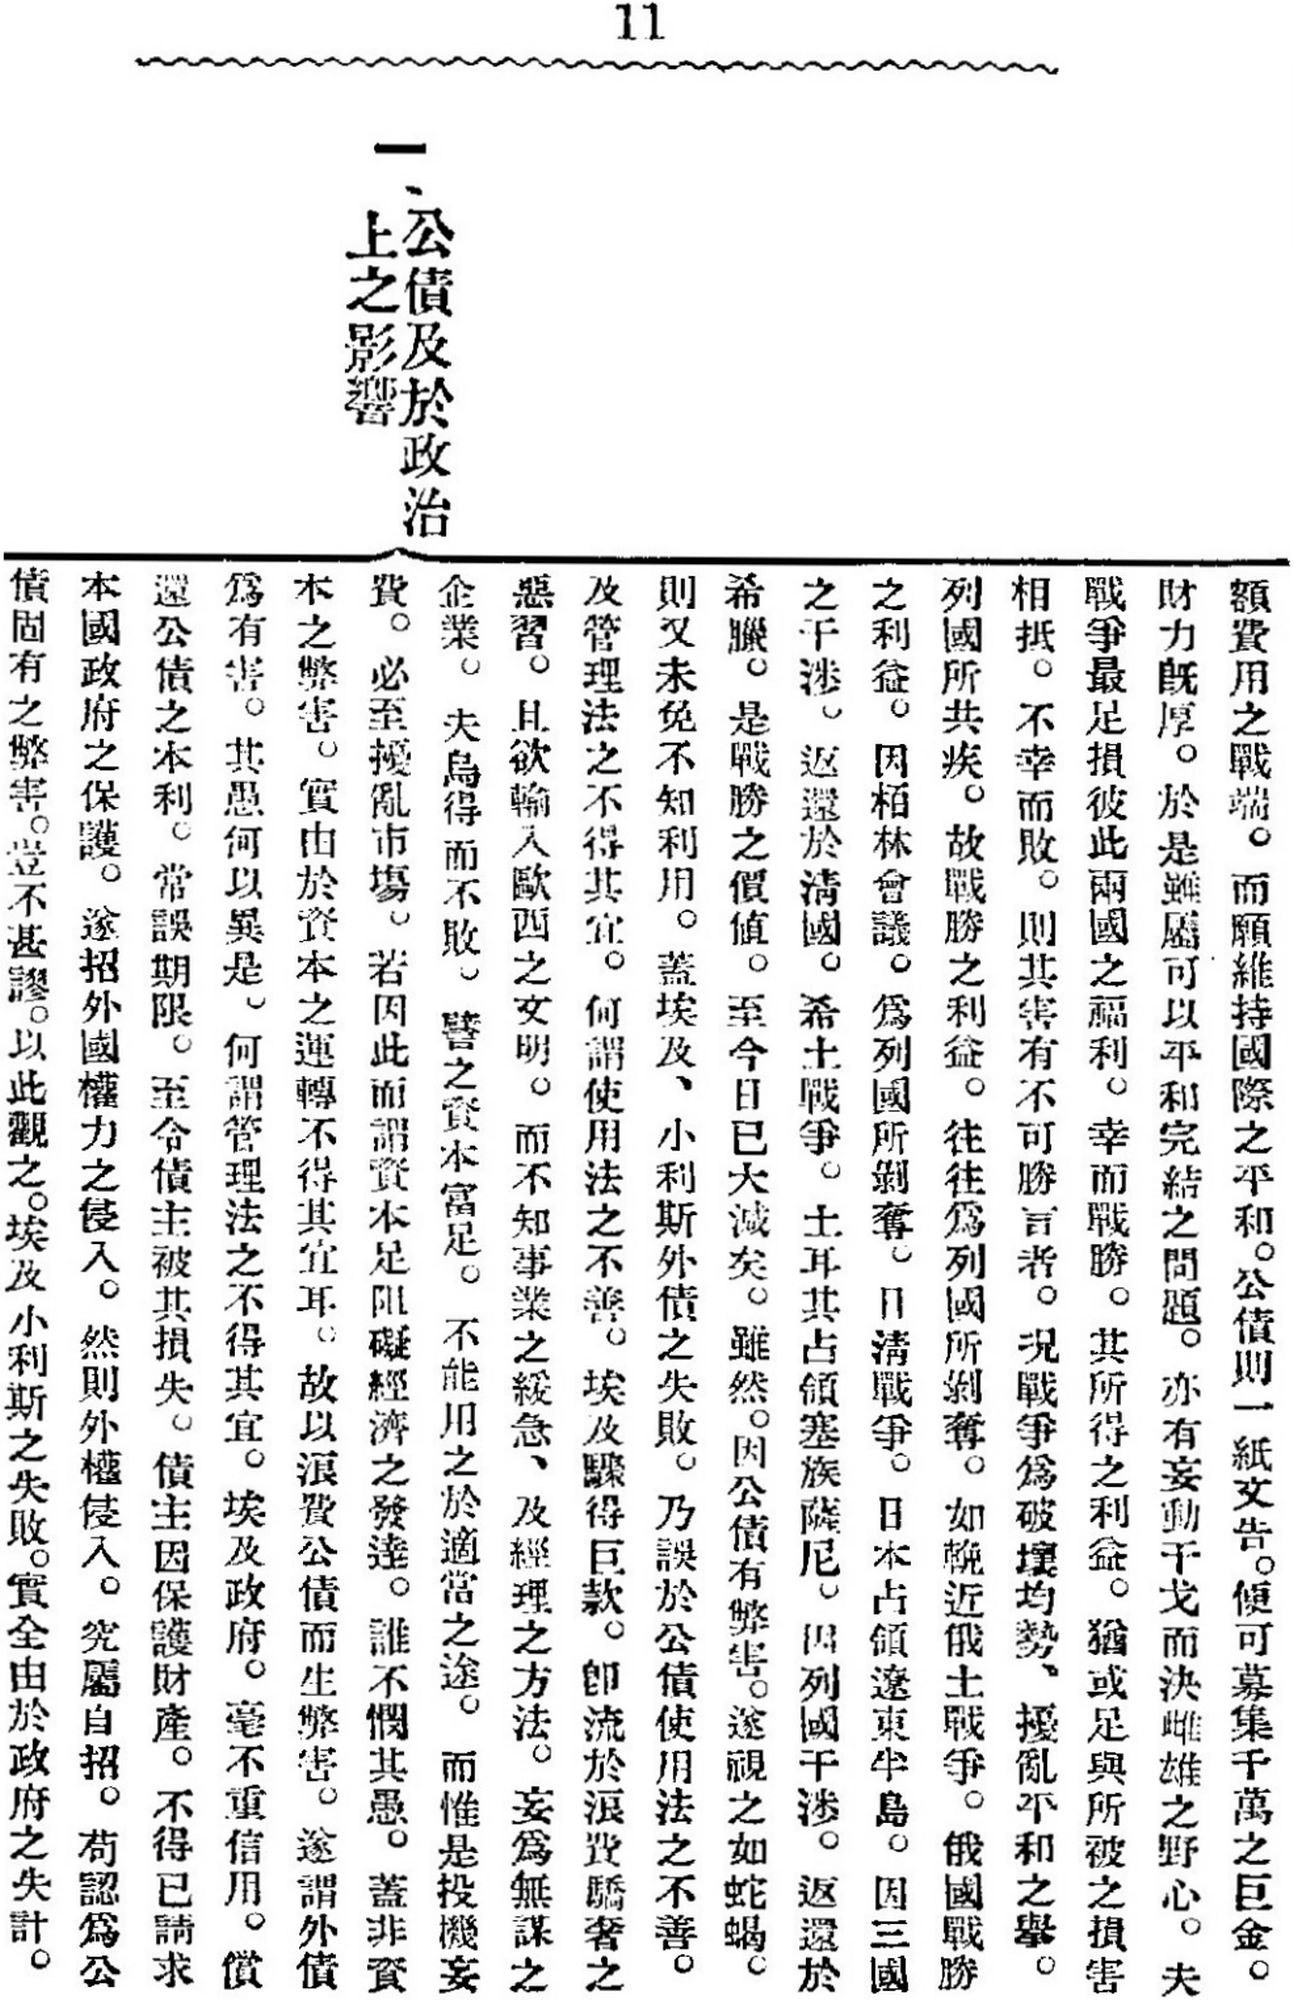 11
一、公債及於政治
上之影響
額費用之戰端。而願維持國際之平和。公債則一紙文告。便可募集千萬之巨金。
財力既厚。於是雖屬可以平和完結之問題。亦有妄動干戈而決雌雄之野心。夫
戰爭最足損彼此兩國之福利。幸而戰勝。其所得之利益。猶或足與所被之損害
相抵。不幸而敗。則其害有不可勝言者。況戰爭爲破壞均勢、擾亂平和之舉。
列國所共疾。故戰勝之利益。往往爲列國所剝奪。如輓近俄土戰爭。俄國戰勝
之利益。因栢林會議。爲列國所剝奪。日淸戰爭。日本占領遼東半島。因三國
之干涉。返還於淸國。希土戰爭。土耳其占領塞族薩尼。因列國干涉。返還於
希臘。是戰勝之價値。至今日已大減矣。雖然。因公債有弊害。遂視之如蛇蝎。
則又未免不知利用。蓋埃及、小利斯外債之失敗。乃誤於公債使用法之不善。
及管理法之不得其宜。何謂使用法之不善。埃及驟得巨款。卽流於浪費驕奢之
惡習。且欲輸入歐西之文明。而不知事業之緩急、及經理之方法。妄爲無謀之
企業。夫烏得而不敗。譬之資本富足。不能用之於適當之途。而惟是投機妄
費。必至擾亂市塲。若因此而謂資本足阻礙經濟之發達。誰不憫其愚。蓋非資
本之弊害。實由於資本之運轉不得其宜耳。故以浪費公債而生弊害。遂謂外債
爲有害。其愚何以異是。何謂管理法之不得其宜。埃及政府。毫不重信用。償
還公債之本利。常誤期限。至令債主被其損失。債主因保護財產。不得已請求
本國政府之保護。遂招外國權力之侵入。然則外權侵入。究屬自招。苟認爲公
債固有之弊害。豈不甚謬。以此觀之。埃及小利斯之失敗。實全由於政府之失計。